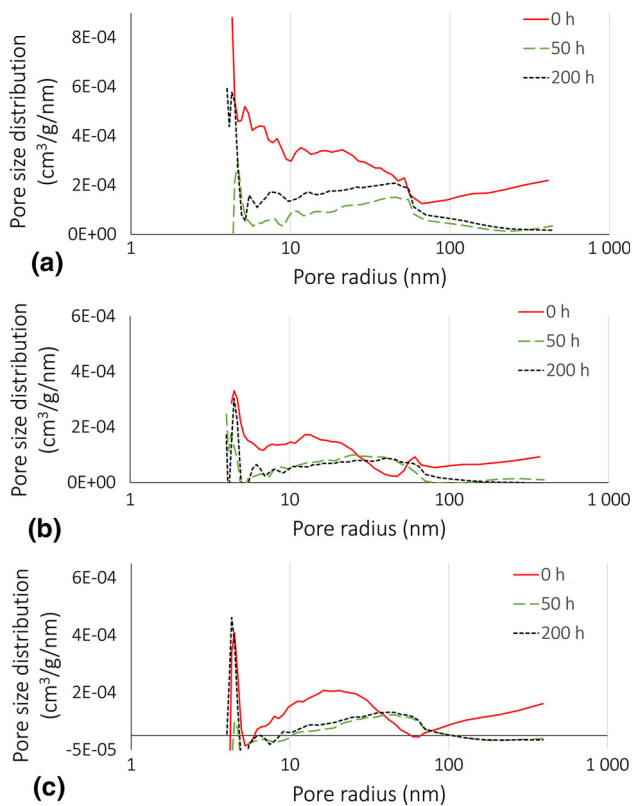 8E-04
6E-04
4E-04
2E-04
0E+00
Pore size distribution
(cm³/g/nm)
0 h
50 h
200 h
1 10 100 1 000
Pore radius (nm)
(a)
6E-04
4E-04
2E-04
0E+00
Pore size distribution
(cm³/g/nm)
0 h
50 h
200 h
1 10 100 1 000
Pore radius (nm)
(b)
6E-04
4E-04
2E-04
-5E-05
Pore size distribution
(cm³/g/nm)
0 h
50 h
200 h
1 10 100 1 000
Pore radius (nm)
(c)